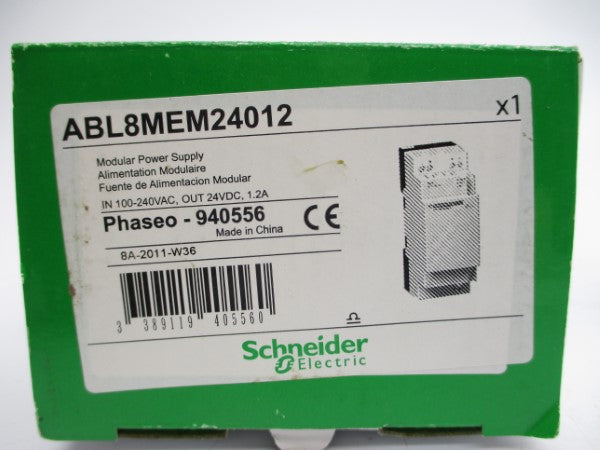 ABL8MEM24012
x1
Modular Power Supply
Alimentation Modulaire
Fuente de Alimentacion Modular
IN 100-240VAC, OUT 24VDC, 1.2A
Phaseo - 940556
CE
Made in China
8A-2011-W36
3 389119 405560
Schneider
Electric